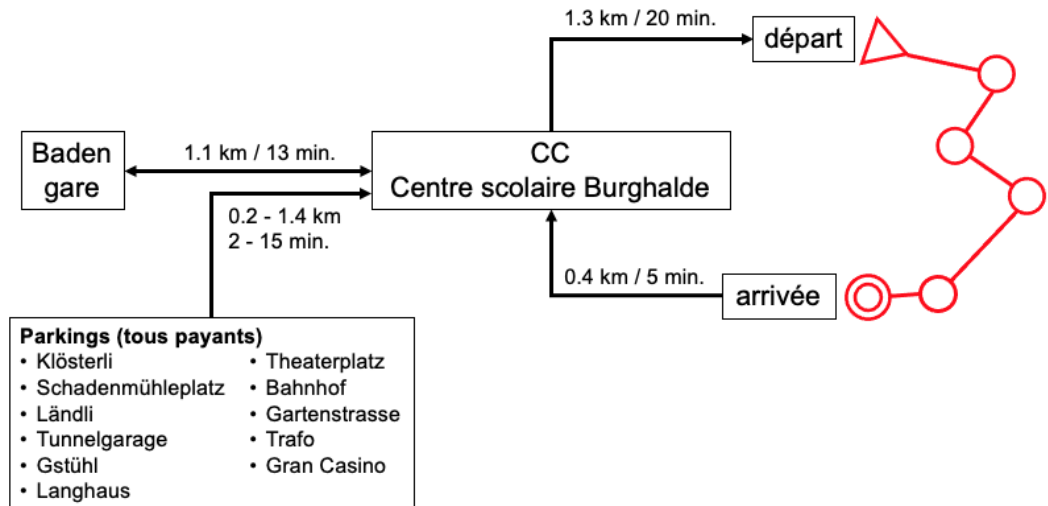 1.3 km / 20 min.
départ
Baden
gare
1.1 km / 13 min.
CC
Centre scolaire Burghalde
0.2 - 1.4 km
2 - 15 min.
0.4 km / 5 min.
arrivée
Parkings (tous payants)
• Klösterli
• Schadenmühleplatz
• Ländli
• Tunnelgarage
• Gstühl
• Langhaus
• Theaterplatz
• Bahnhof
• Gartenstrasse
• Trafo
• Gran Casino